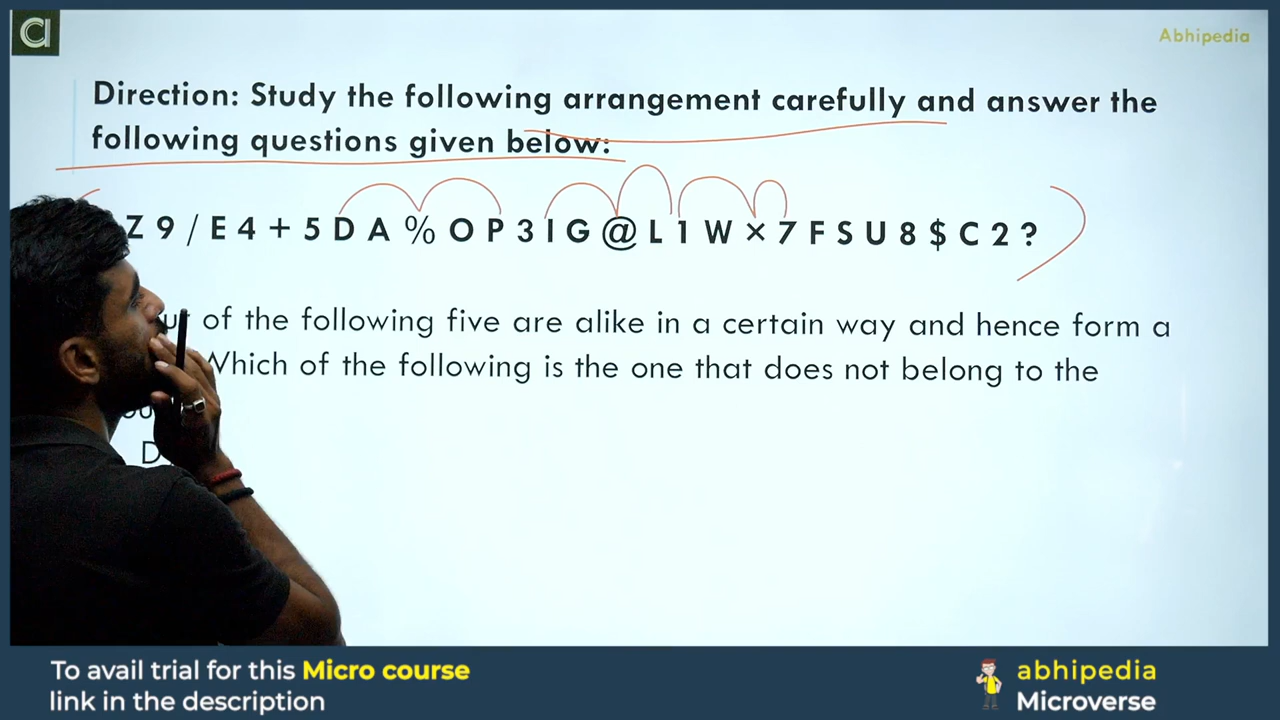 Abhipedia
Direction: Study the following arrangement carefully and answer the
following questions given below:
Z 9 / E 4 + 5 D A % O P 3 I G @ L 1 W × 7 F S U 8 $ C 2 ?
of the following five are alike in a certain way and hence form a
Which of the following is the one that does not belong to the
D
To avail trial for this Micro course
link in the description
abhipedia
Microverse